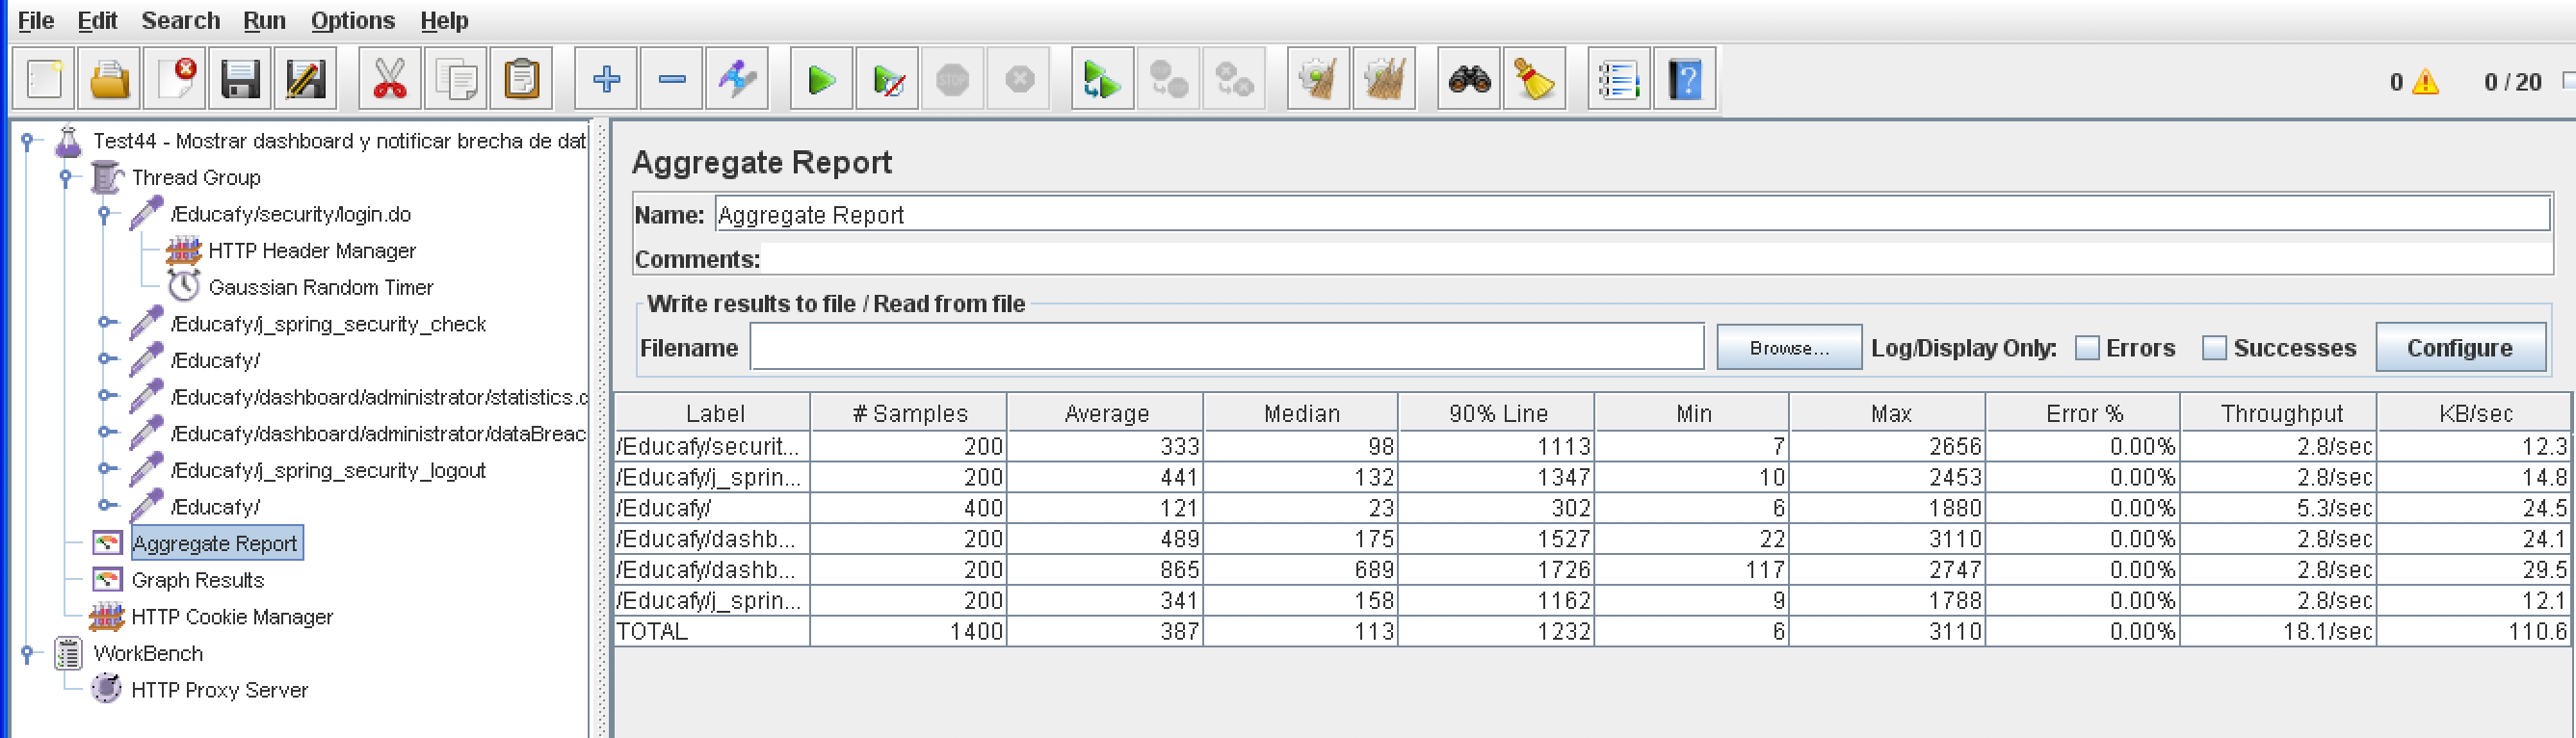 File Edit Search Run Options Help
STOP
0 0 / 20
Test44 - Mostrar dashboard y notificar brecha de dat
Thread Group
/Educafy/security/login.do
HTTP Header Manager
Gaussian Random Timer
/Educafy/j_spring_security_check
/Educafy/
/Educafy/dashboard/administrator/statistics.c
/Educafy/dashboard/administrator/dataBreac
/Educafy/j_spring_security_logout
/Educafy/
Aggregate Report
Graph Results
HTTP Cookie Manager
WorkBench
HTTP Proxy Server
Aggregate Report
Name: Aggregate Report
Comments:
Write results to file / Read from file
Filename Browse... Log/Display Only: Errors Successes Configure
Label # Samples Average Median 90% Line Min Max Error % Throughput KB/sec
/Educafy/securit... 200 333 98 1113 7 2656 0.00% 2.8/sec 12.3
/Educafy/j_sprin... 200 441 132 1347 10 2453 0.00% 2.8/sec 14.8
/Educafy/ 400 121 23 302 6 1880 0.00% 5.3/sec 24.5
/Educafy/dashb... 200 489 175 1527 22 3110 0.00% 2.8/sec 24.1
/Educafy/dashb... 200 865 689 1726 117 2747 0.00% 2.8/sec 29.5
/Educafy/j_sprin... 200 341 158 1162 9 1788 0.00% 2.8/sec 12.1
TOTAL 1400 387 113 1232 6 3110 0.00% 18.1/sec 110.6